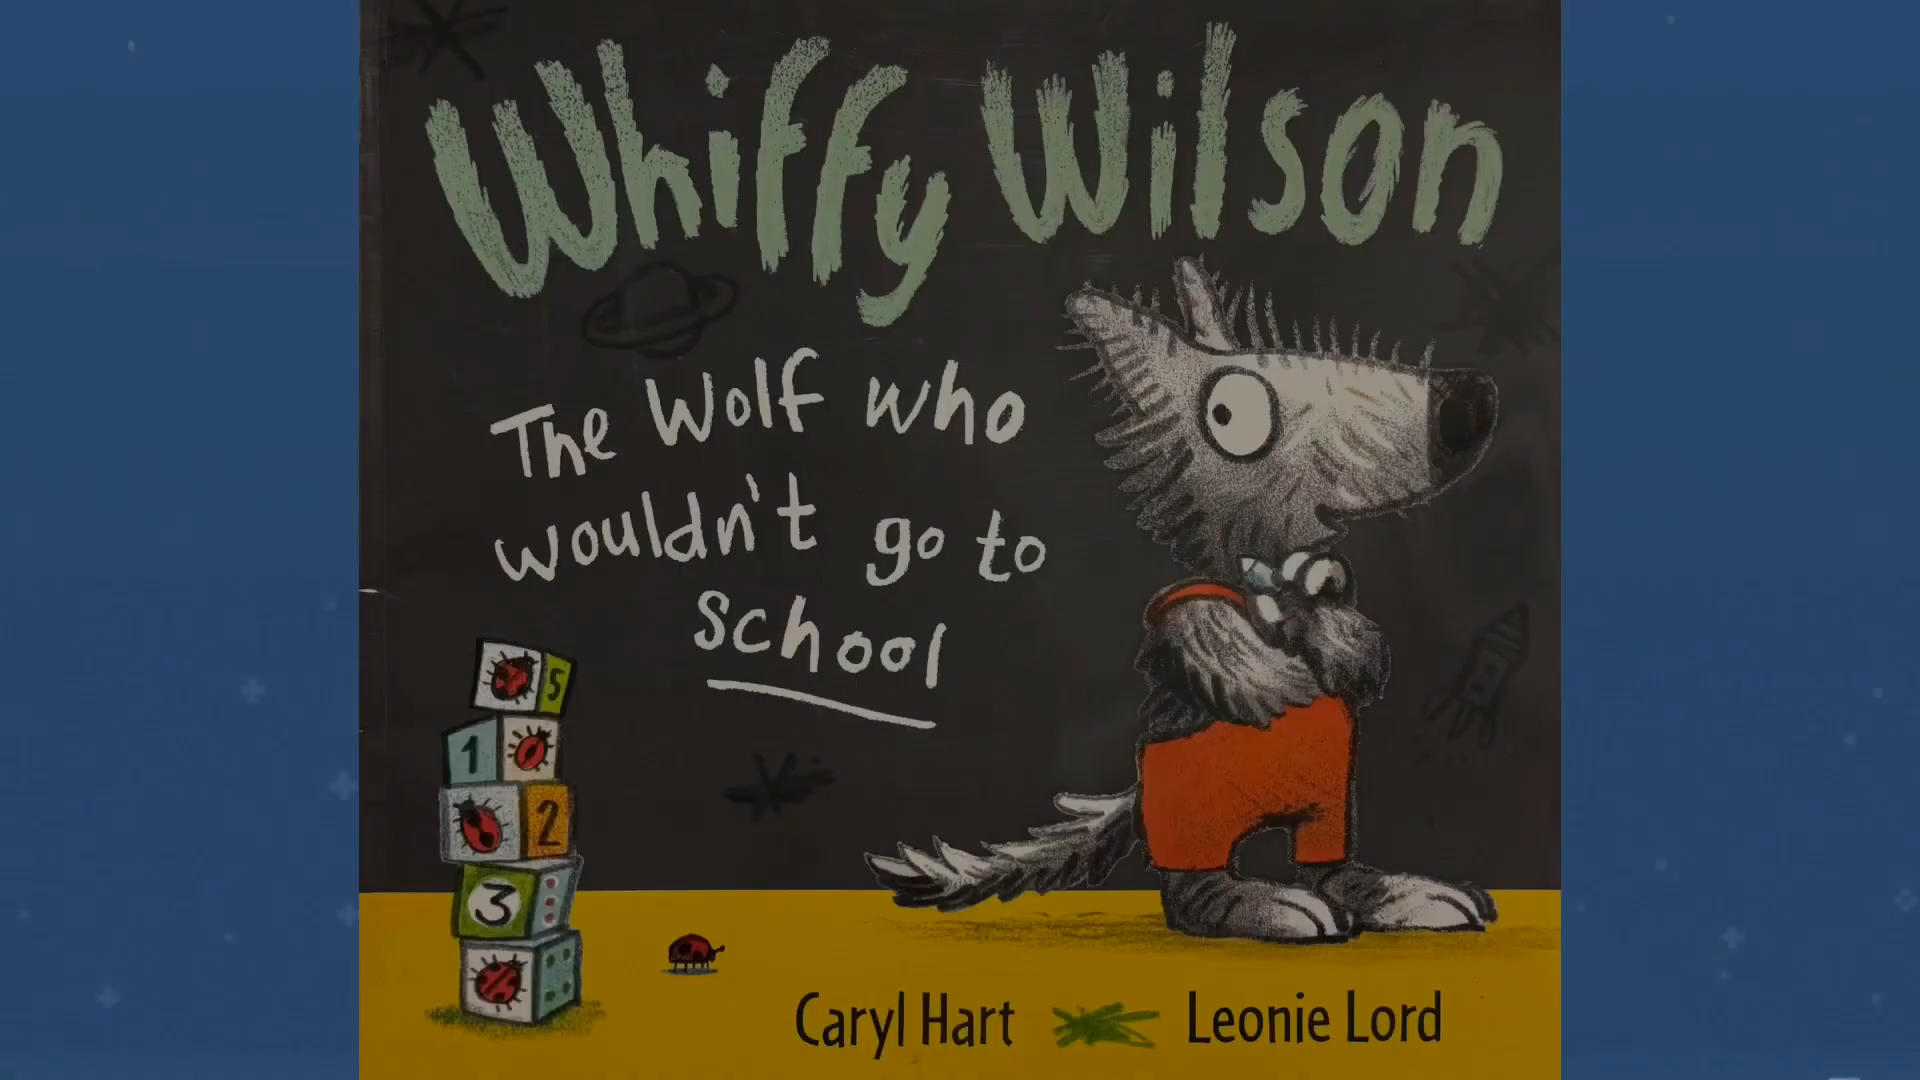 Whiffy Wilson
The Wolf who
wouldn't go to
School
5
1
2
3
Caryl Hart Leonie Lord